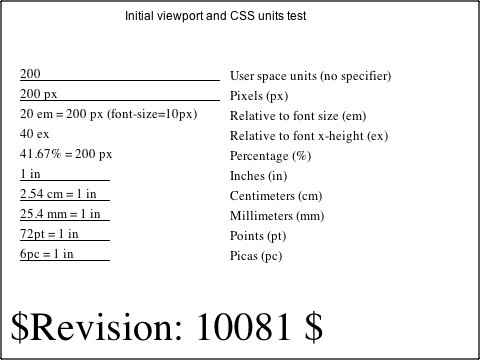 Initial viewport and CSS units test
200 User space units (no specifier)
200 px Pixels (px)
20 em = 200 px (font-size=10px) Relative to font size (em)
40 ex Relative to font x-height (ex)
41.67% = 200 px Percentage (%)
1 in Inches (in)
2.54 cm = 1 in Centimeters (cm)
25.4 mm = 1 in Millimeters (mm)
72pt = 1 in Points (pt)
6pc = 1 in Picas (pc)
$Revision: 10081 $